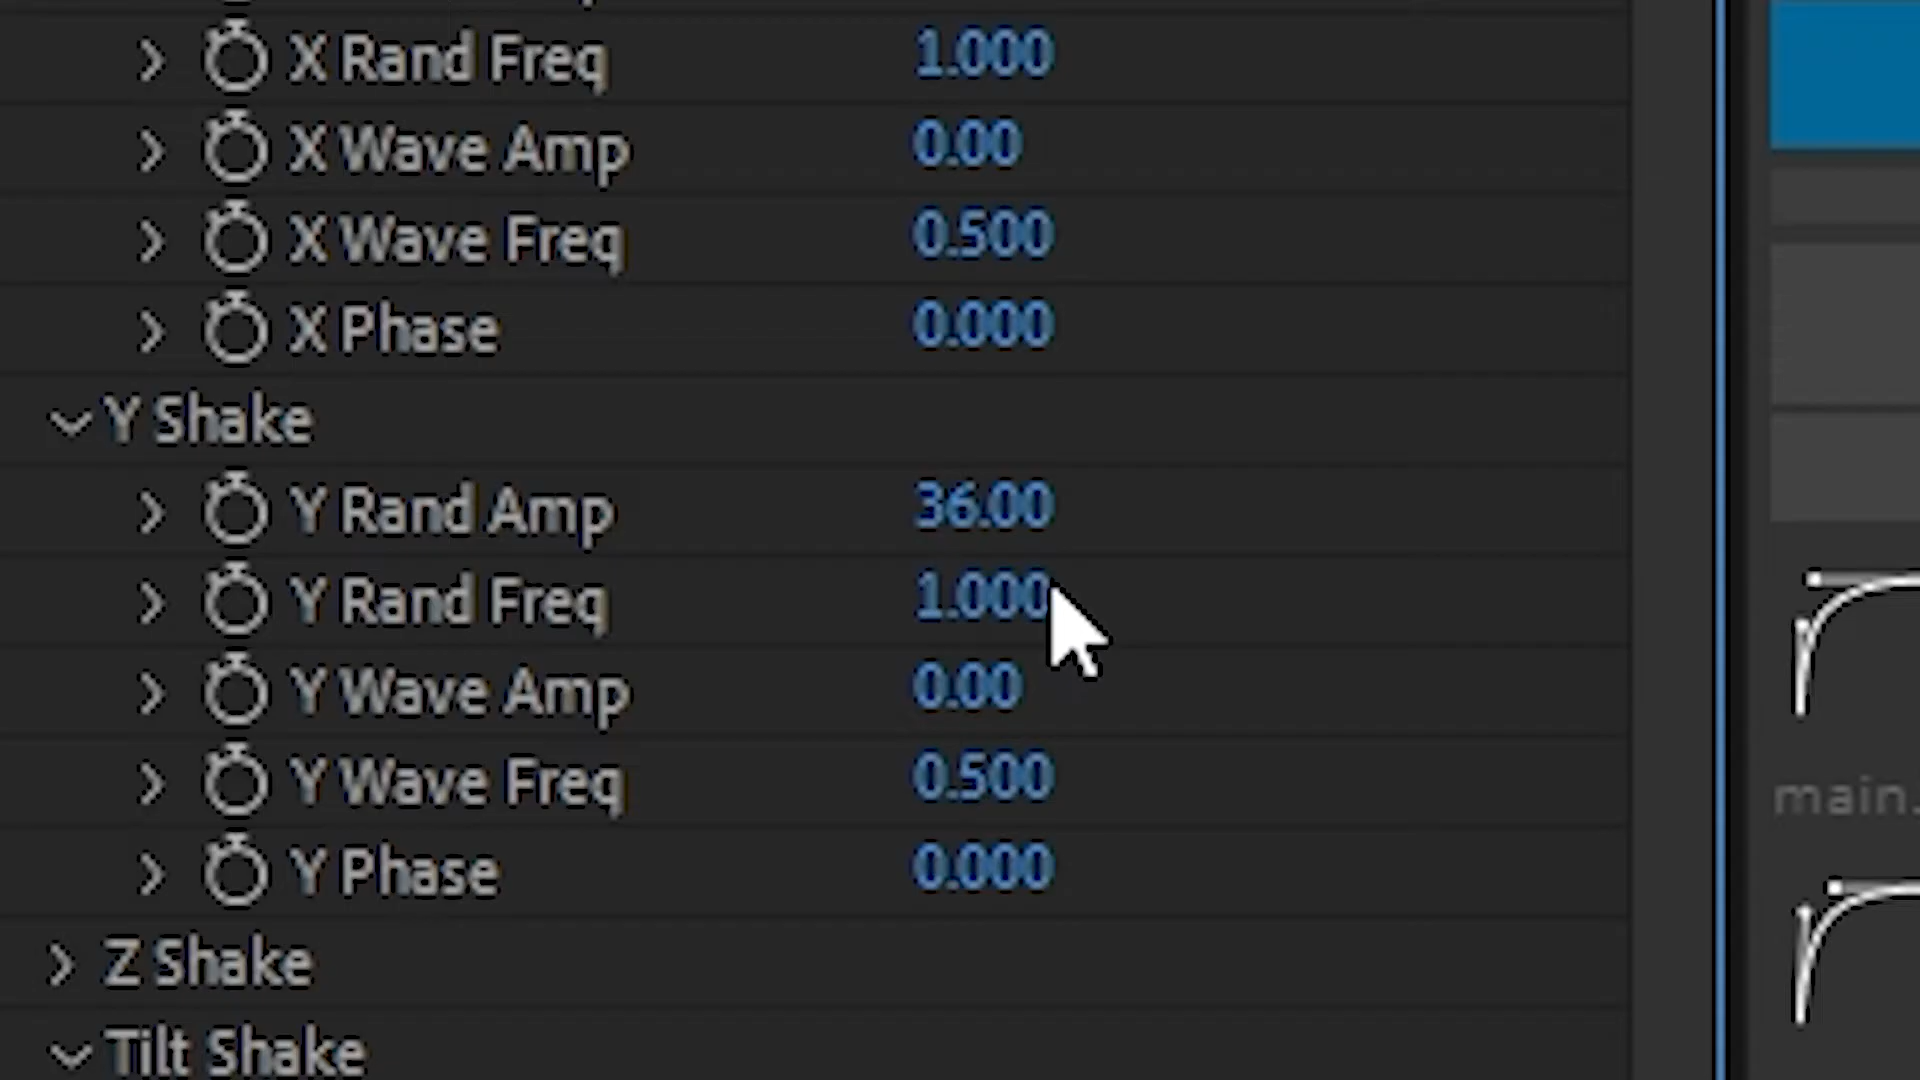 X Rand Freq 1.000
X Wave Amp 0.00
X Wave Freq 0.500
X Phase 0.000
Y Shake
Y Rand Amp 36.00
Y Rand Freq 1.000
Y Wave Amp 0.00
Y Wave Freq 0.500
Y Phase 0.000
Z Shake
Tilt Shake
main.